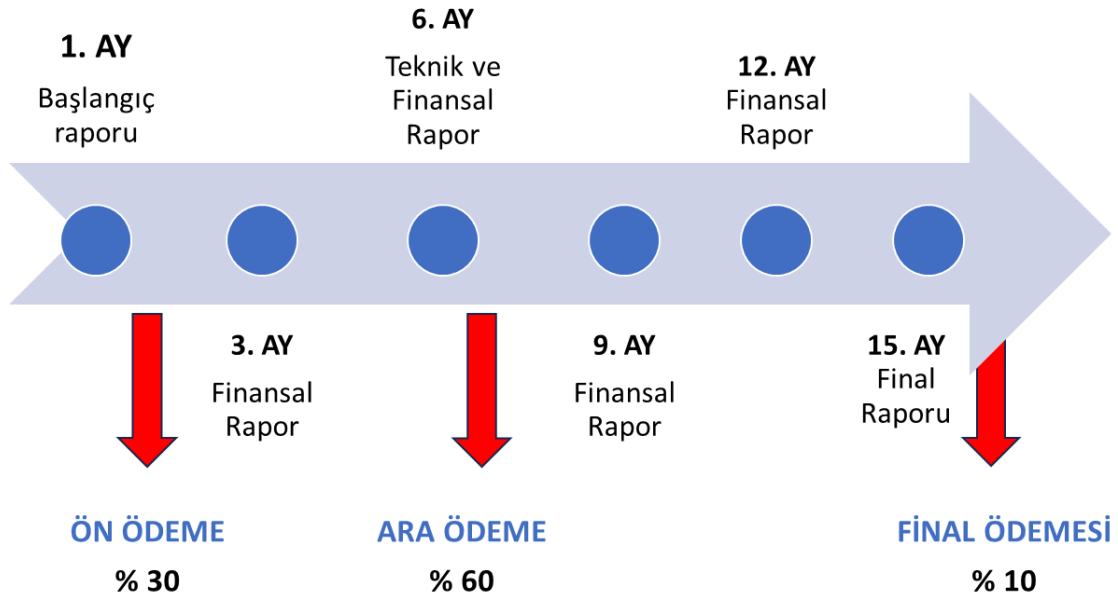 1. AY
Başlangıç
raporu
6. AY
Teknik ve
Finansal
Rapor
12. AY
Finansal
Rapor
3. AY
Finansal
Rapor
9. AY
Finansal
Rapor
15. AY
Final
Raporu
ÖN ÖDEME
% 30
ARA ÖDEME
% 60
FİNAL ÖDEMESİ
% 10